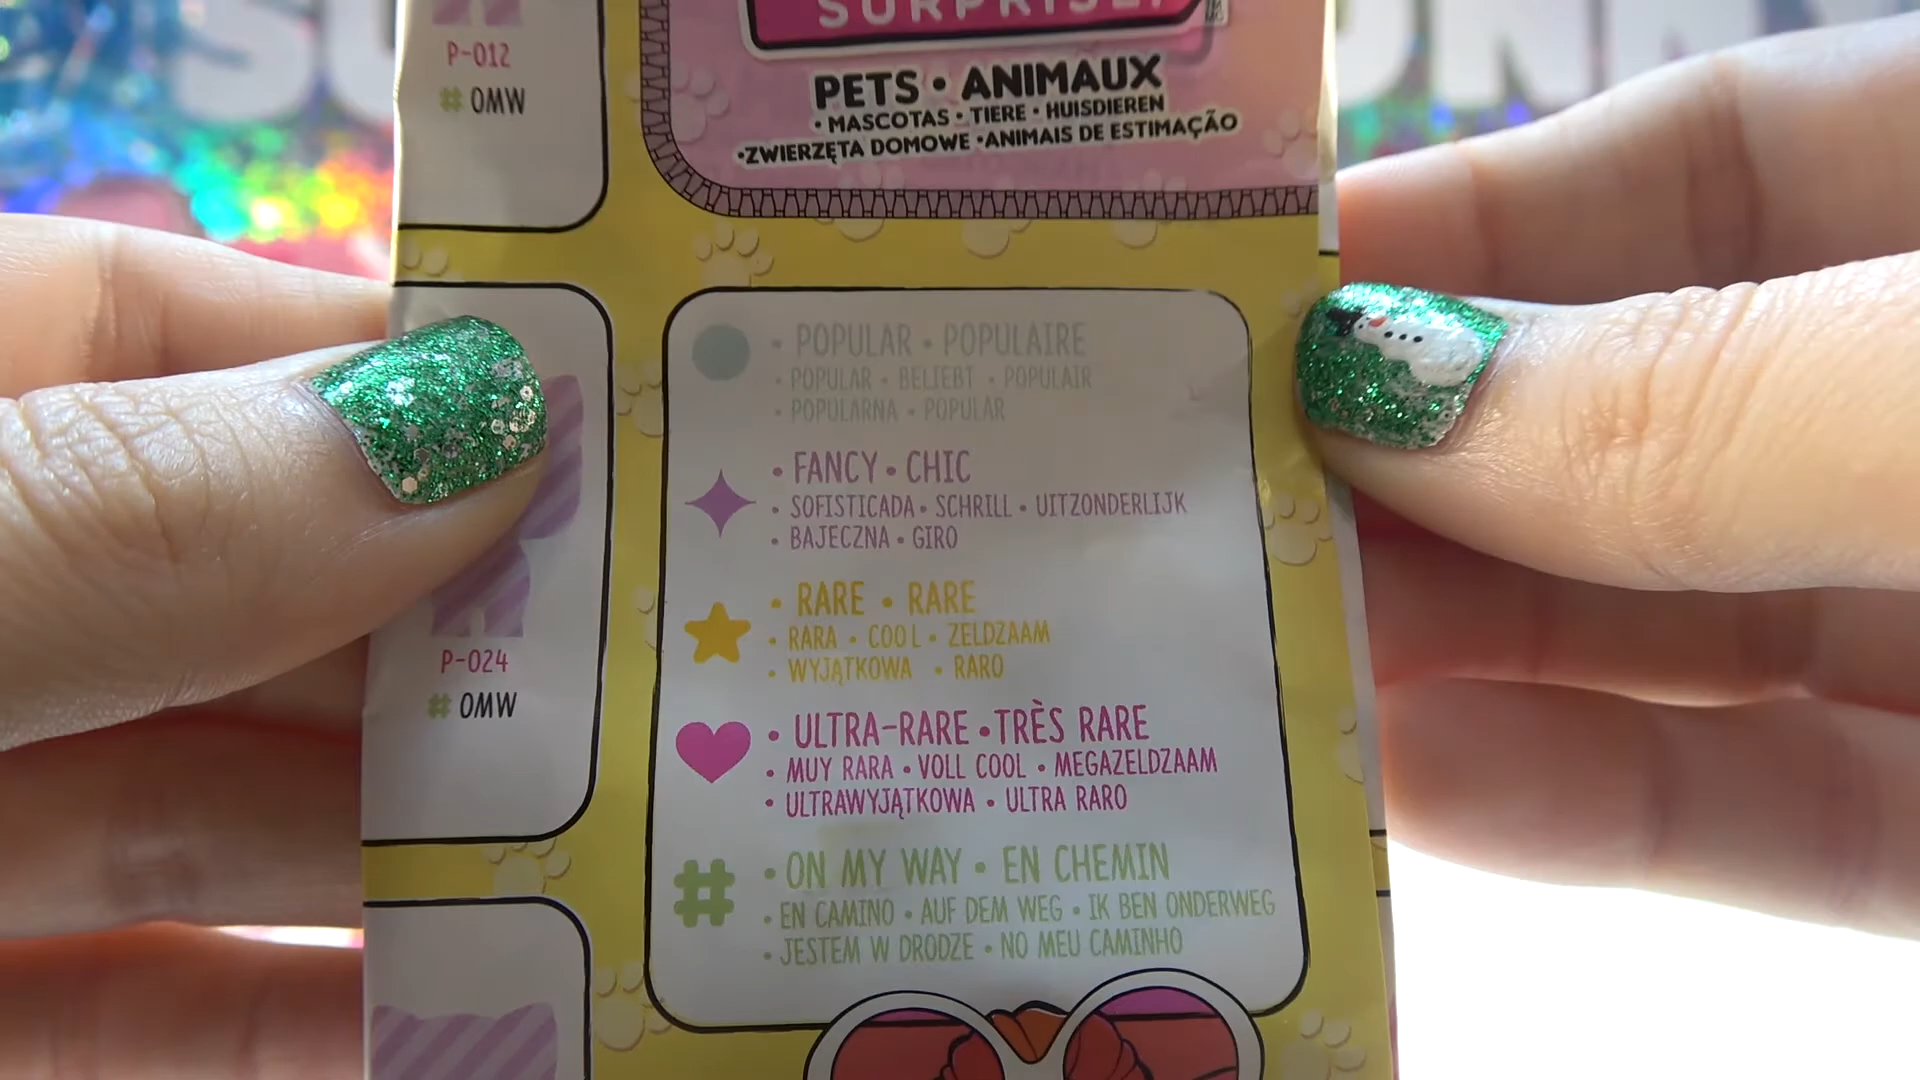 SURPRISE!
PETS • ANIMAUX
• MASCOTAS • TIERE • HUISDIEREN
•ZWIERZĘTA DOMOWE •ANIMAIS DE ESTIMAÇÃO
P-012
# OMW
• POPULAR • POPULAIRE
• POPULAR • BELIEBT • POPULAIR
• POPULARNA • POPULAR
• FANCY • CHIC
• SOFISTICADA • SCHRILL • UITZONDERLIJK
• BAJECZNA • GIRO
• RARE • RARE
• RARA • COOL • ZELDZAAM
• WYJĄTKOWA • RARO
P-024
# OMW
• ULTRA-RARE • TRÈS RARE
• MUY RARA • VOLL COOL • MEGAZELDZAAM
• ULTRAWYJĄTKOWA • ULTRA RARO
# • ON MY WAY • EN CHEMIN
• EN CAMINO • AUF DEM WEG • IK BEN ONDERWEG
• JESTEM W DRODZE • NO MEU CAMINHO